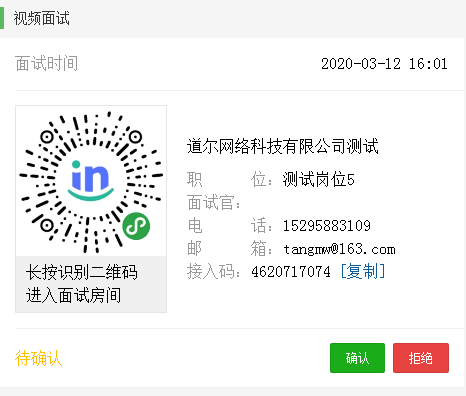 视频面试
面试时间 2020-03-12 16:01
in
道尔网络科技有限公司测试
职位：测试岗位5
面试官：
电话：15295883109
邮箱：tangmw@163.com
接入码：4620717074 [复制]
长按识别二维码
进入面试房间
待确认 确认 拒绝